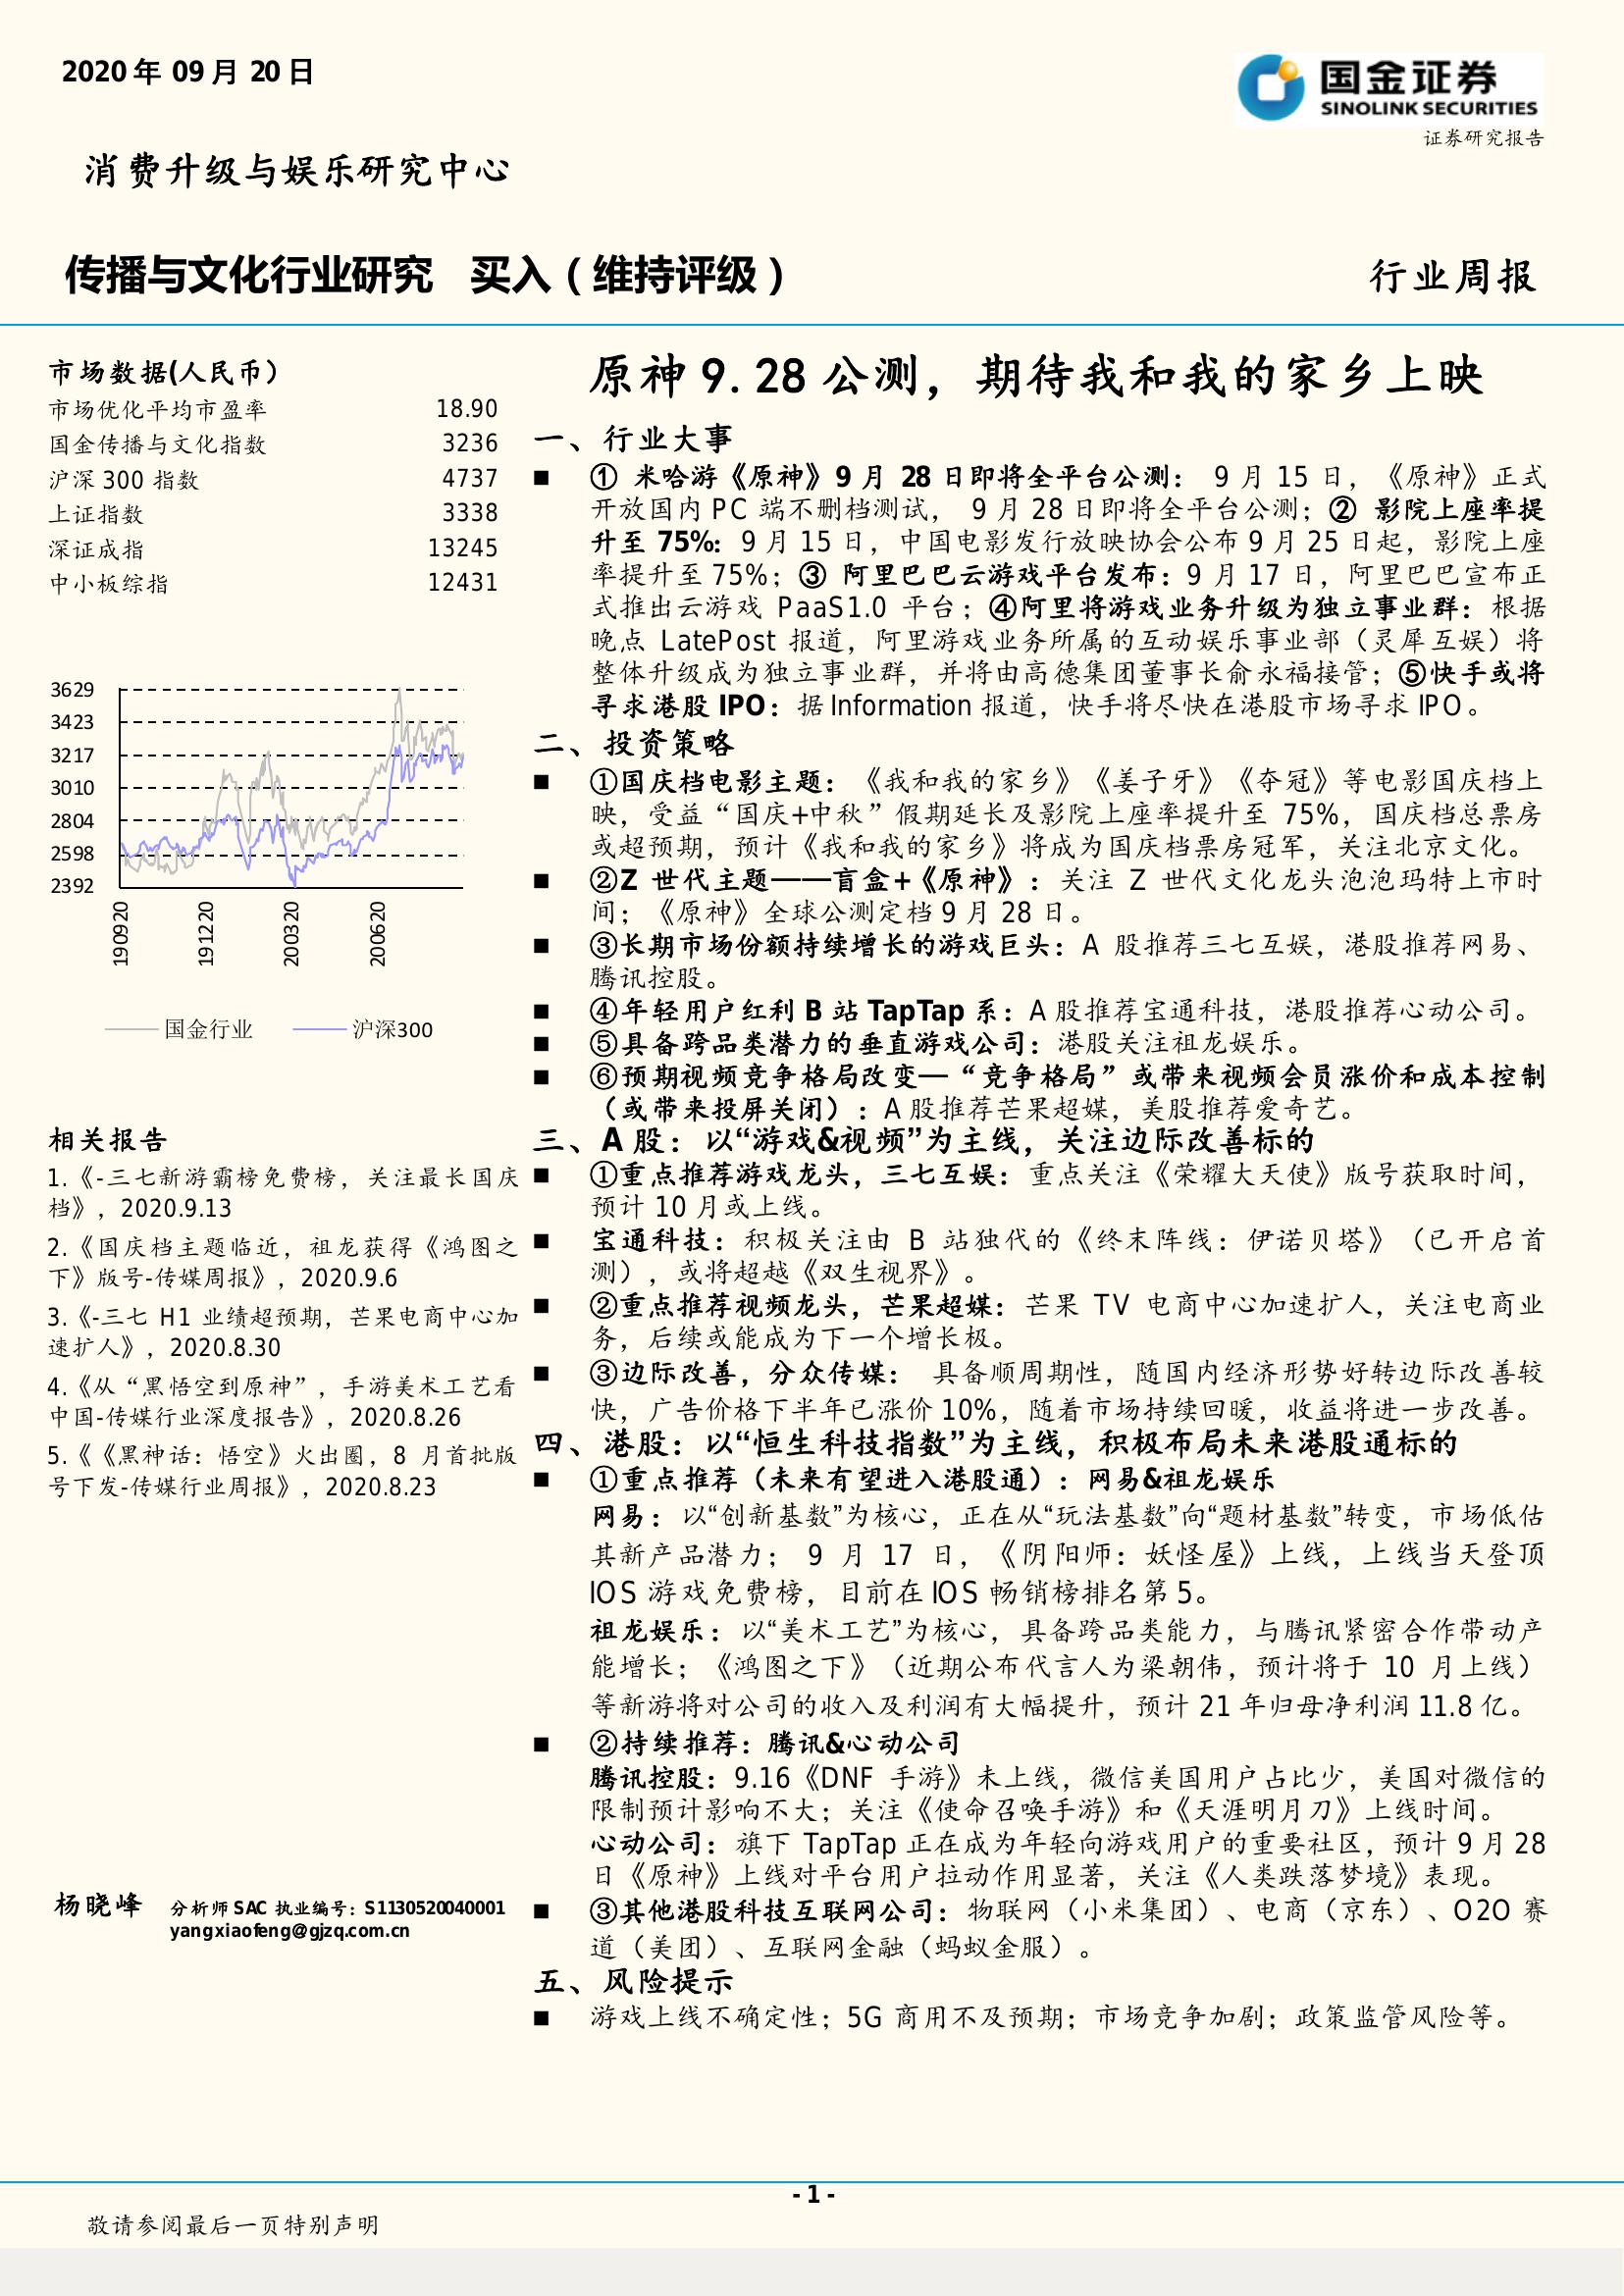 2020 年 09 月 20 日
国金证券
SINOLINK SECURITIES
证券研究报告
消费升级与娱乐研究中心
传播与文化行业研究 买入（维持评级）
行业周报
市场数据(人民币）
市场优化平均市盈率 18.90
国金传播与文化指数 3236
沪深 300 指数 4737
上证指数 3338
深证成指 13245
中小板综指 12431
3629
3423
3217
3010
2804
2598
2392
190920
191220
200320
200620
国金行业 沪深300
相关报告
1.《-三七新游霸榜免费榜，关注最长国庆
档》，2020.9.13
2.《国庆档主题临近，祖龙获得《鸿图之
下》版号-传媒周报》，2020.9.6
3.《-三七 H1 业绩超预期，芒果电商中心加
速扩人》，2020.8.30
4.《从“黑悟空到原神”，手游美术工艺看
中国-传媒行业深度报告》，2020.8.26
5.《《黑神话：悟空》火出圈，8 月首批版
号下发-传媒行业周报》，2020.8.23
杨晓峰 分析师 SAC 执业编号：S1130520040001
yangxiaofeng@gjzq.com.cn
原神 9.28 公测，期待我和我的家乡上映
一、行业大事
■ ① 米哈游《原神》9 月 28 日即将全平台公测： 9 月 15 日，《原神》正式
开放国内 PC 端不删档测试， 9 月 28 日即将全平台公测；② 影院上座率提
升至 75%：9 月 15 日，中国电影发行放映协会公布 9 月 25 日起，影院上座
率提升至 75%；③ 阿里巴巴云游戏平台发布：9 月 17 日，阿里巴巴宣布正
式推出云游戏 PaaS1.0 平台；④阿里将游戏业务升级为独立事业群：根据
晚点 LatePost 报道，阿里游戏业务所属的互动娱乐事业部（灵犀互娱）将
整体升级成为独立事业群，并将由高德集团董事长俞永福接管；⑤快手或将
寻求港股 IPO：据 Information 报道，快手将尽快在港股市场寻求 IPO。
二、投资策略
■ ①国庆档电影主题：《我和我的家乡》《姜子牙》《夺冠》等电影国庆档上
映，受益“国庆+中秋”假期延长及影院上座率提升至 75%，国庆档总票房
或超预期，预计《我和我的家乡》将成为国庆档票房冠军，关注北京文化。
■ ②Z 世代主题——盲盒+《原神》：关注 Z 世代文化龙头泡泡玛特上市时
间；《原神》全球公测定档 9 月 28 日。
■ ③长期市场份额持续增长的游戏巨头：A 股推荐三七互娱，港股推荐网易、
腾讯控股。
■ ④年轻用户红利 B 站 TapTap 系：A 股推荐宝通科技，港股推荐心动公司。
■ ⑤具备跨品类潜力的垂直游戏公司：港股关注祖龙娱乐。
■ ⑥预期视频竞争格局改变—“竞争格局”或带来视频会员涨价和成本控制
（或带来投屏关闭）：A 股推荐芒果超媒，美股推荐爱奇艺。
三、A 股：以“游戏&视频”为主线，关注边际改善标的
■ ①重点推荐游戏龙头，三七互娱：重点关注《荣耀大天使》版号获取时间，
预计 10 月或上线。
■ 宝通科技：积极关注由 B 站独代的《终末阵线：伊诺贝塔》（已开启首
测），或将超越《双生视界》。
■ ②重点推荐视频龙头，芒果超媒：芒果 TV 电商中心加速扩人，关注电商业
务，后续或能成为下一个增长极。
■ ③边际改善，分众传媒： 具备顺周期性，随国内经济形势好转边际改善较
快，广告价格下半年已涨价 10%，随着市场持续回暖，收益将进一步改善。
四、港股：以“恒生科技指数”为主线，积极布局未来港股通标的
■ ①重点推荐（未来有望进入港股通）：网易&祖龙娱乐
网易：以“创新基数”为核心，正在从“玩法基数”向“题材基数”转变，市场低估
其新产品潜力； 9 月 17 日，《阴阳师：妖怪屋》上线，上线当天登顶
IOS 游戏免费榜，目前在 IOS 畅销榜排名第 5。
祖龙娱乐：以“美术工艺”为核心，具备跨品类能力，与腾讯紧密合作带动产
能增长；《鸿图之下》（近期公布代言人为梁朝伟，预计将于 10 月上线）
等新游将对公司的收入及利润有大幅提升，预计 21 年归母净利润 11.8 亿。
■ ②持续推荐：腾讯&心动公司
腾讯控股：9.16《DNF 手游》未上线，微信美国用户占比少，美国对微信的
限制预计影响不大；关注《使命召唤手游》和《天涯明月刀》上线时间。
心动公司：旗下 TapTap 正在成为年轻向游戏用户的重要社区，预计 9 月 28
日《原神》上线对平台用户拉动作用显著，关注《人类跌落梦境》表现。
■ ③其他港股科技互联网公司：物联网（小米集团）、电商（京东）、O2O 赛
道（美团）、互联网金融（蚂蚁金服）。
五、风险提示
■ 游戏上线不确定性；5G 商用不及预期；市场竞争加剧；政策监管风险等。
- 1 -
敬请参阅最后一页特别声明